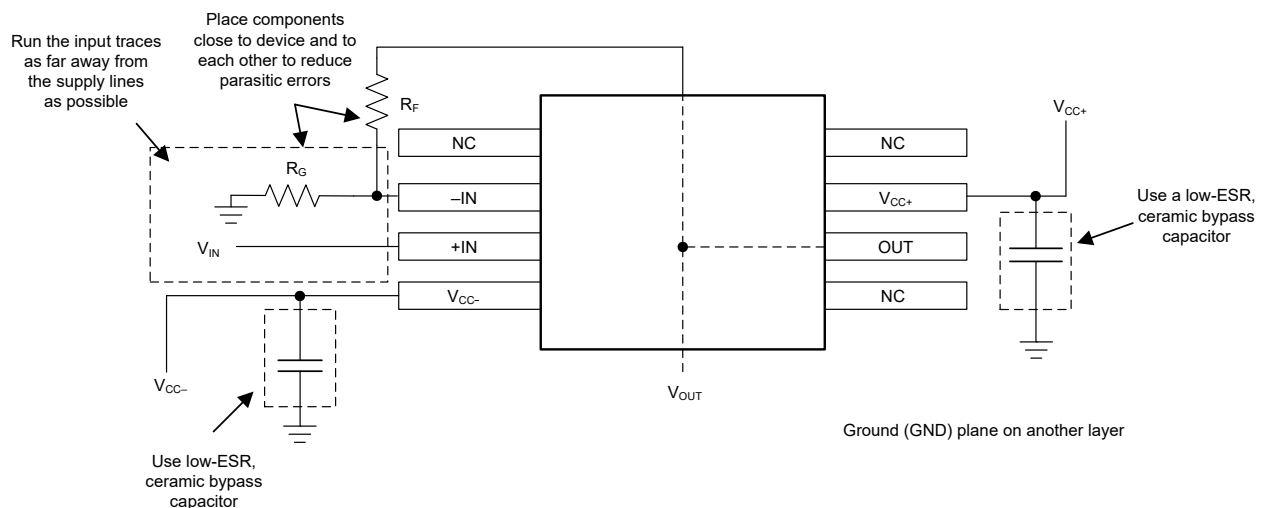 Place components
close to device and to
each other to reduce
parasitic errors
Run the input traces
as far away from
the supply lines
as possible
RF
RG
VIN
NC
–IN
+IN
VCC-
NC
VCC+
OUT
NC
VCC+
Use a low-ESR,
ceramic bypass
capacitor
VCC–
VOUT
Ground (GND) plane on another layer
Use low-ESR,
ceramic bypass
capacitor